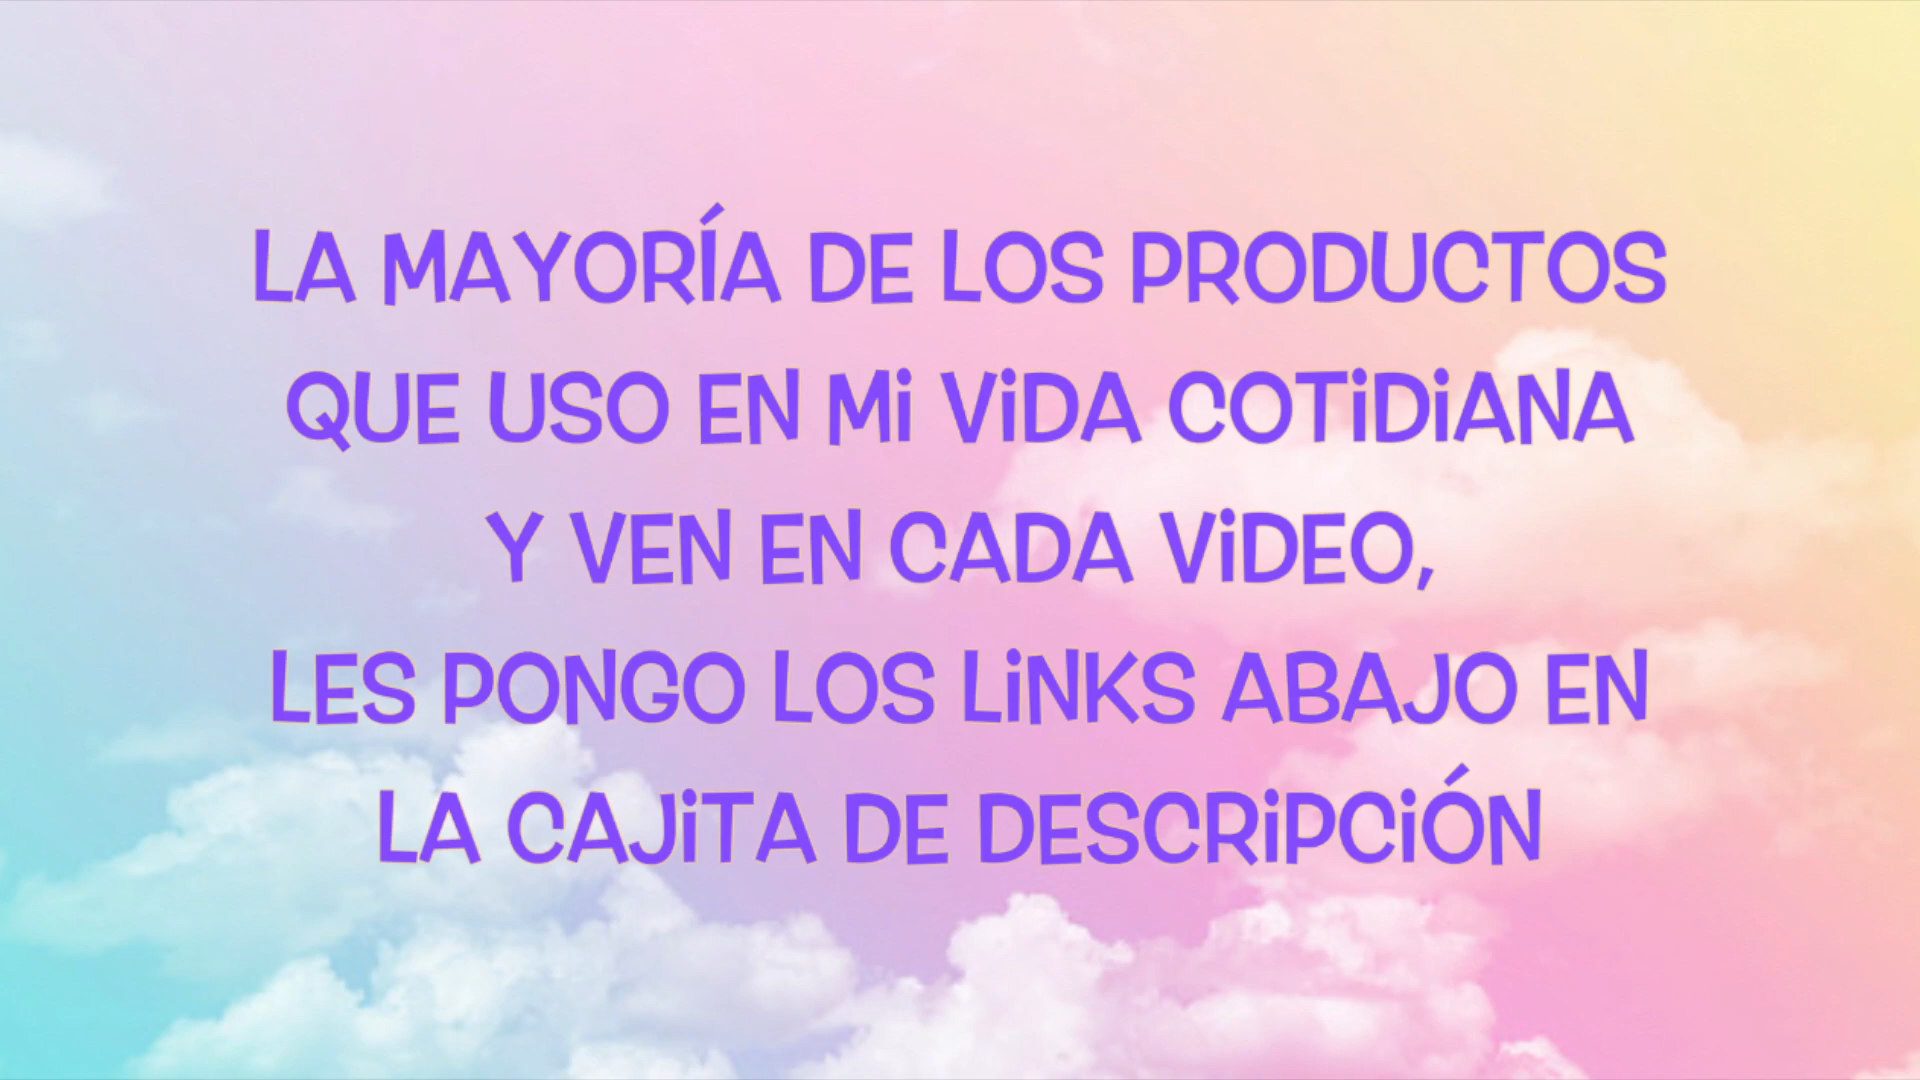 LA MAYORÍA DE LOS PRODUCTOS
QUE USO EN Mi ViDA COTiDiANA
Y VEN EN CADA ViDEO,
LES PONGO LOS LiNKS ABAJO EN
LA CAJiTA DE DESCRiPCiÓN